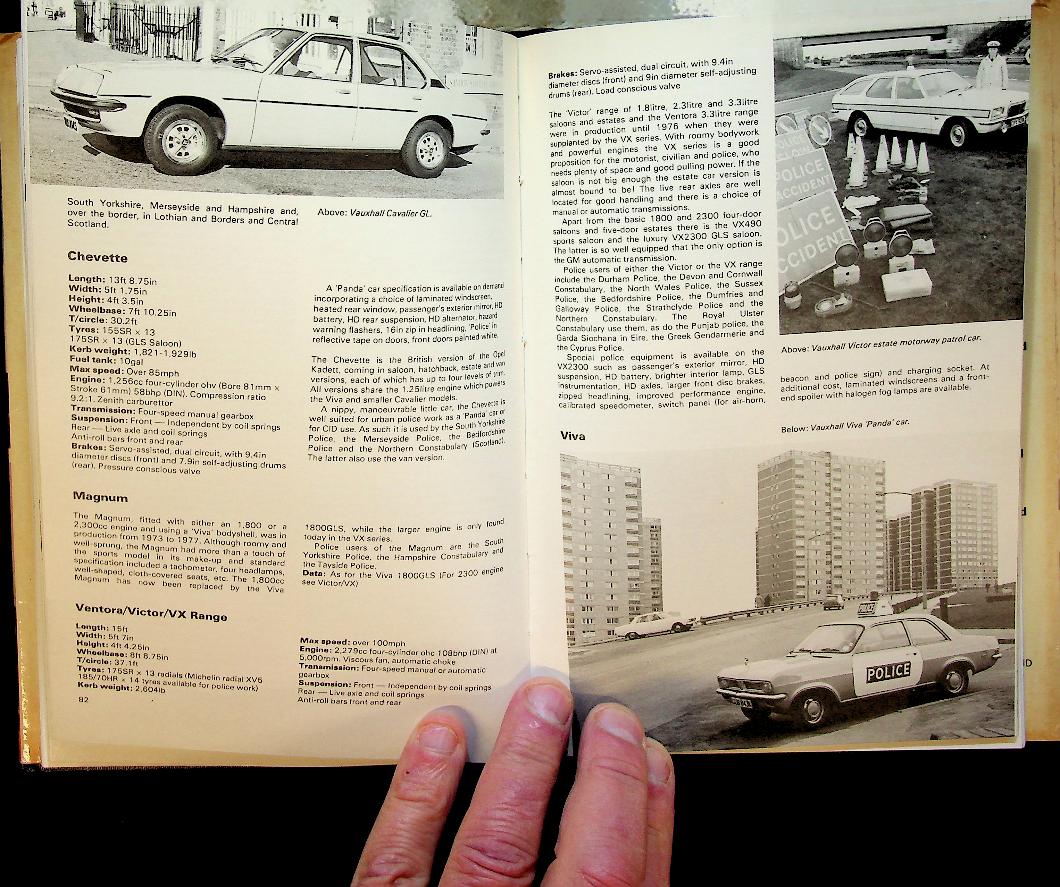 South Yorkshire, Merseyside and Hampshire and,
over the border, in Lothian and Borders and Central
Scotland.
Above: Vauxhall Cavalier GL.
Chevette
Length: 13ft 8.75in
Width: 5ft 1.75in
Height: 4ft 3.5in
Wheelbase: 7ft 10.25in
T/circle: 30.2ft
Tyres: 155SR × 13
175SR × 13 (GLS Saloon)
Kerb weight: 1,821-1,929lb
Fuel tank: 10gal
Max speed: Over 85mph
Engine: 1,256cc four-cylinder ohv (Bore 81mm ×
Stroke 61mm) 58bhp (DIN). Compression ratio
9.2:1. Zenith carburettor
Transmission: Four-speed manual gearbox
Suspension: Front — Independent by coil springs
Rear — Live axle and coil springs
Anti-roll bars front and rear
Brakes: Servo-assisted, dual circuit, with 9.4in
diameter discs (front) and 7.9in self-adjusting drums
(rear). Pressure conscious valve
A 'Panda' car specification is available on demand
incorporating a choice of laminated windscreen,
heated rear window, passenger's exterior mirror, HD
battery, HD rear suspension, HD alternator, hazard
warning flashers, 16in zip in headlining, 'Police' in
reflective tape on doors, front doors painted white.
The Chevette is the British version of the Opel
Kadett, coming in saloon, hatchback, estate and van
versions, each of which has up to four levels of trim.
All versions share the 1.25litre engine which powers
the Viva and smaller Cavalier models.
A nippy, manoeuvrable little car, the Chevette is
well suited for urban police work as a 'Panda' car or
for CID use. As such it is used by the South Yorkshire
Police, the Merseyside Police, the Bedfordshire
Police and the Northern Constabulary (Scotland).
The latter also use the van version.
Magnum
The Magnum, fitted with either an 1,800 or a
2,300cc engine and using a 'Viva' bodyshell, was in
production from 1973 to 1977. Although roomy and
well-sprung, the Magnum had more than a touch of
the sports model in its make-up and standard
specification included a tachometer, four headlamps,
well-shaped, cloth-covered seats, etc. The 1,800cc
Magnum has now been replaced by the Viva
1800GLS, while the larger engine is only found
today in the VX series.
Police users of the Magnum are the South
Yorkshire Police, the Hampshire Constabulary and
the Tayside Police.
Data: As for the Viva 1800GLS (For 2300 engine
see Victor/VX)
Ventora/Victor/VX Range
Length: 15ft
Width: 5ft 7in
Height: 4ft 4.25in
Wheelbase: 8ft 8.75in
T/circle: 37.1ft
Tyres: 175SR × 13 radials (Michelin radial XV6
185/70HR × 14 tyres available for police work)
Kerb weight: 2,604lb
Max speed: over 100mph
Engine: 2,279cc four-cylinder ohc 108bhp (DIN) at
5,000rpm. Viscous fan, automatic choke
Transmission: Four-speed manual or automatic
gearbox
Suspension: Front — Independent by coil springs
Rear — Live axle and coil springs
Anti-roll bars front and rear
82
Brakes: Servo-assisted, dual circuit, with 9.4in
diameter discs (front) and 9in diameter self-adjusting
drums (rear). Load conscious valve
The 'Victor' range of 1.8litre, 2.3litre and 3.3litre
saloons and estates and the Ventora 3.3litre range
were in production until 1976 when they were
supplanted by the VX series. With roomy bodywork
and powerful engines the VX series is a good
proposition for the motorist, civilian and police, who
needs plenty of space and good pulling power. If the
saloon is not big enough the estate car version is
almost bound to be! The live rear axles are well
located for good handling and there is a choice of
manual or automatic transmissions.
Apart from the basic 1800 and 2300 four-door
saloons and five-door estates there is the VX490
sports saloon and the luxury VX2300 GLS saloon.
The latter is so well equipped that the only option is
the GM automatic transmission.
Police users of either the Victor or the VX range
include the Durham Police, the Devon and Cornwall
Constabulary, the North Wales Police, the Sussex
Police, the Bedfordshire Police, the Dumfries and
Galloway Police, the Strathclyde Police and the
Northern Constabulary. The Royal Ulster
Constabulary use them, as do the Punjab police, the
Garda Siochana in Eire, the Greek Gendarmerie and
the Cyprus Police.
Special police equipment is available on the
VX2300 such as passenger's exterior mirror, HD
suspension, HD battery, brighter interior lamp, GLS
instrumentation, HD axles, larger front disc brakes,
zipped headlining, improved performance engine,
calibrated speedometer, switch panel (for air-horn,
POLICE
ACCIDENT
POLICE
ACCIDENT
Above: Vauxhall Victor estate motorway patrol car.
beacon and police sign) and charging socket. At
additional cost, laminated windscreens and a front-
end spoiler with halogen fog lamps are available.
Below: Vauxhall Viva 'Panda' car.
Viva
POLICE
POLICE